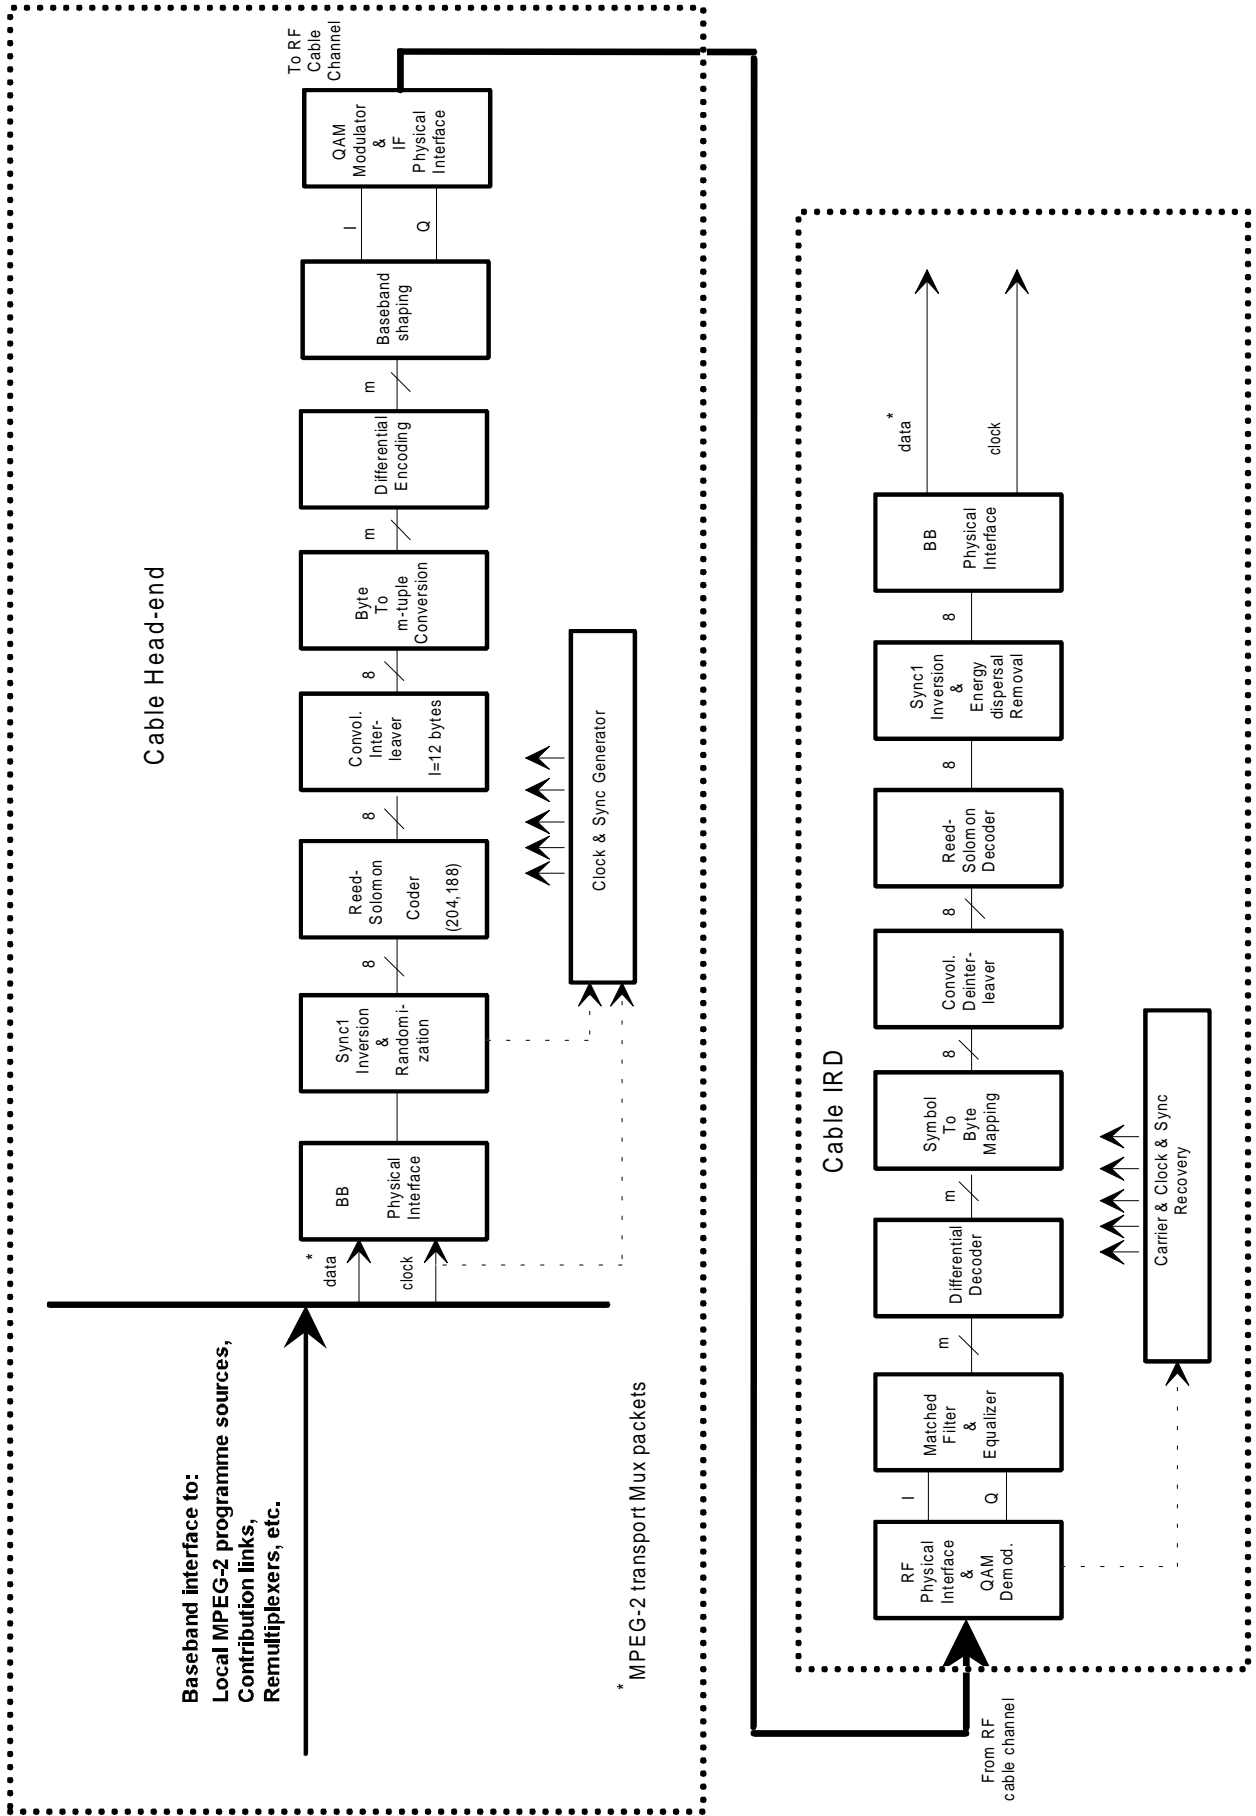 Cable Head-end
Baseband interface to:
Local MPEG-2 programme sources,
Contribution links,
Remultiplexers, etc.
*
data
clock
BB
Physical
Interface
Sync1
Inversion
&
Randomi-
zation
8
Reed-
Solomon
Coder
(204,188)
8
Convol.
Inter-
leaver
I=12 bytes
8
Byte
To
m-tuple
Conversion
m
Differential
Encoding
m
Baseband
shaping
I
Q
QAM
Modulator
&
IF
Physical
Interface
To RF
Cable
Channel
Clock & Sync Generator
* MPEG-2 transport Mux packets
Cable IRD
From RF
cable channel
RF
Physical
Interface
&
QAM
Demod.
I
Q
Matched
Filter
&
Equalizer
m
Differential
Decoder
m
Symbol
To
Byte
Mapping
8
Convol.
Deinter-
leaver
8
Reed-
Solomon
Decoder
8
Sync1
Inversion
&
Energy
dispersal
Removal
8
BB
Physical
Interface
data *
clock
Carrier & Clock & Sync
Recovery